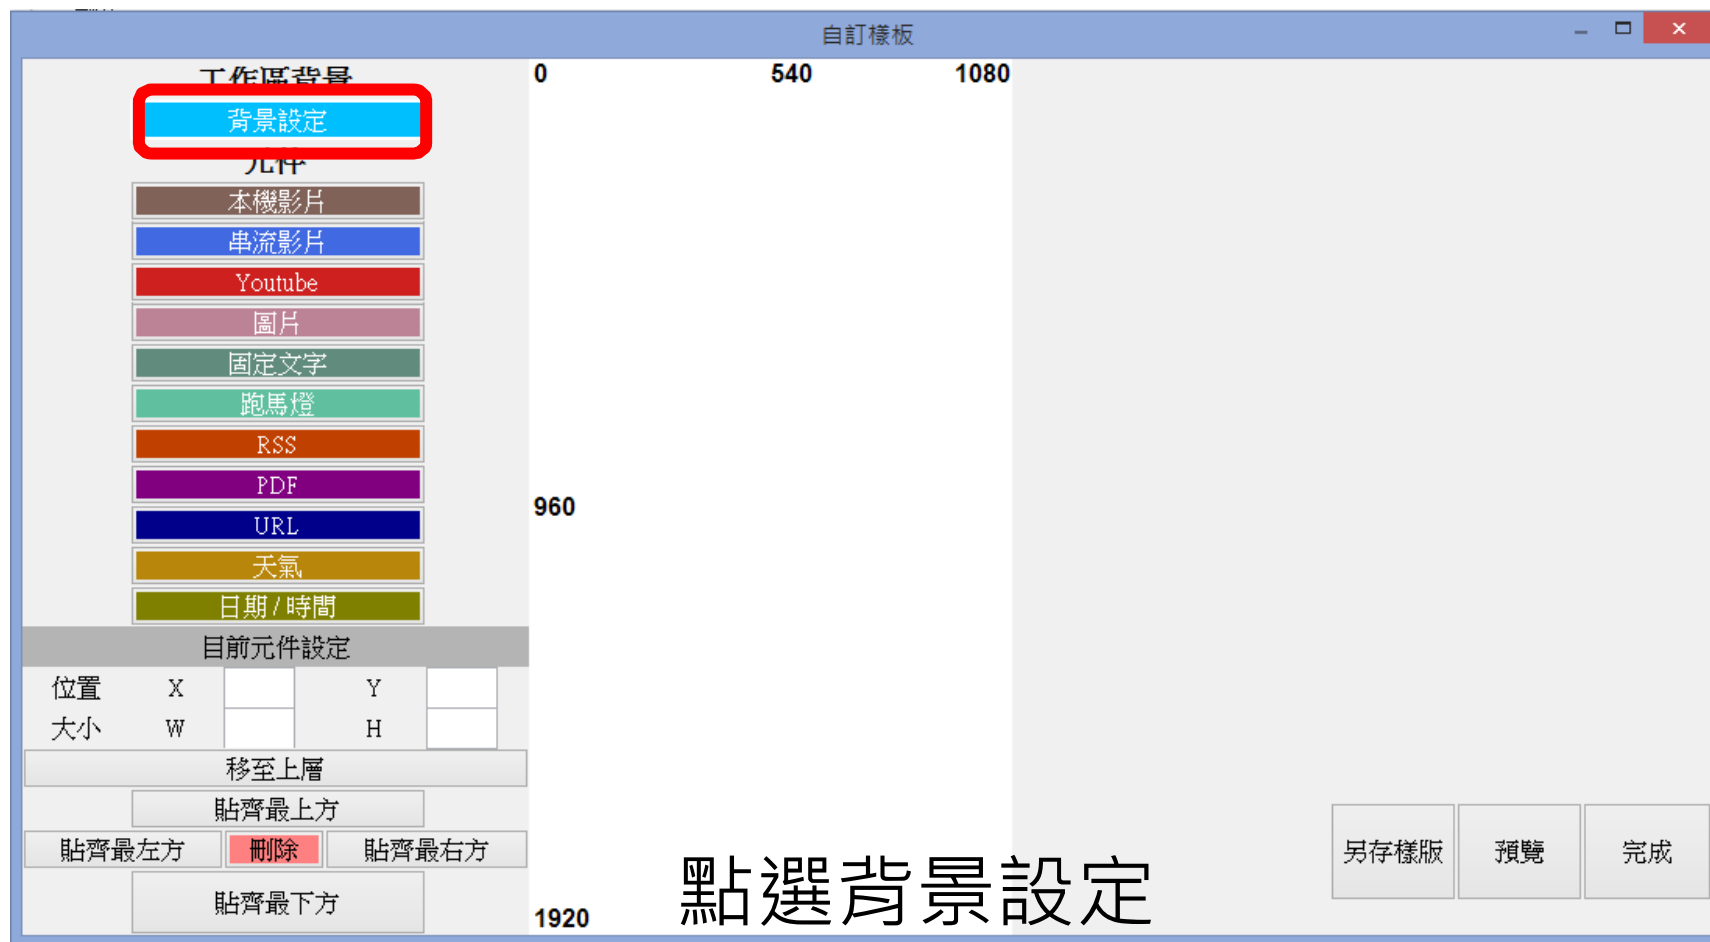 自訂樣板
工作區背景
背景設定
元件
本機影片
串流影片
Youtube
圖片
固定文字
跑馬燈
RSS
PDF
URL
天氣
日期/時間
目前元件設定
位置 X Y
大小 W H
移至上層
貼齊最上方
貼齊最左方 刪除 貼齊最右方
貼齊最下方
0 540 1080
960
1920
點選背景設定
另存樣版 預覽 完成